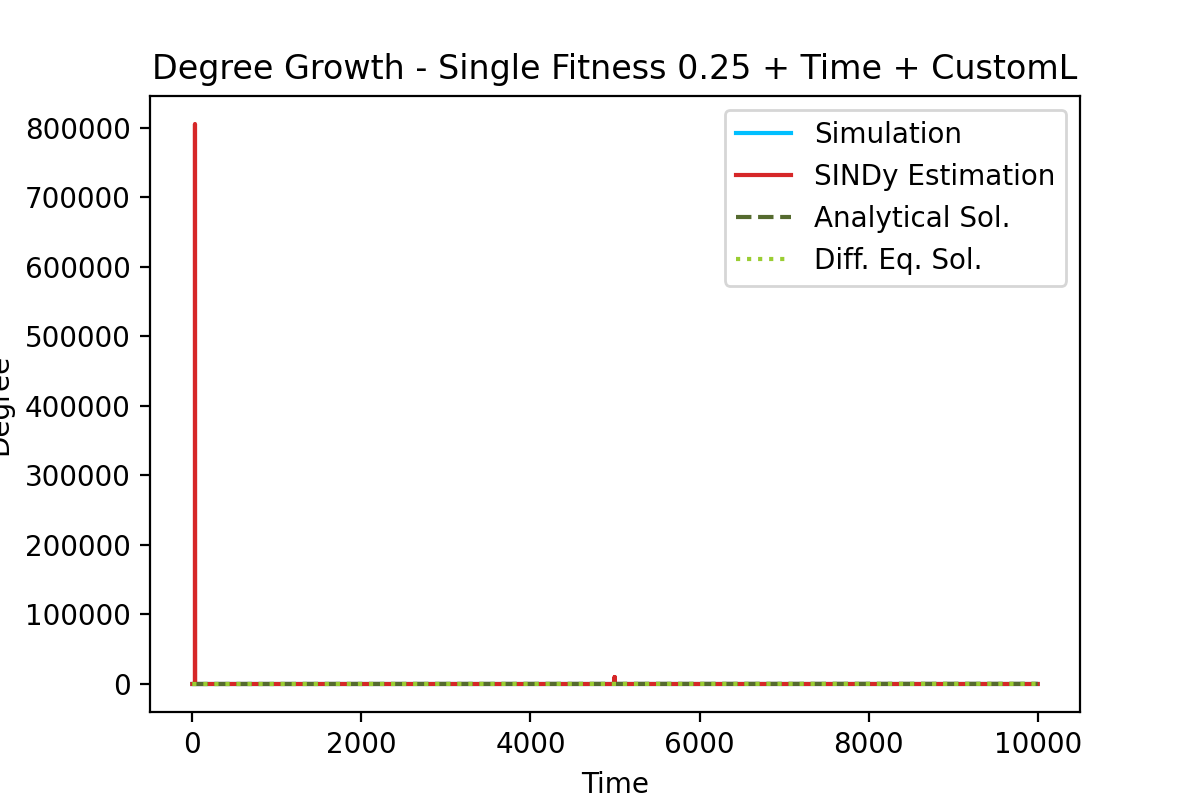 Degree Growth - Single Fitness 0.25 + Time + CustomL
800000
700000
600000
500000
400000
300000
200000
100000
0
Degree
Simulation
SINDy Estimation
Analytical Sol.
Diff. Eq. Sol.
0 2000 4000 6000 8000 10000
Time